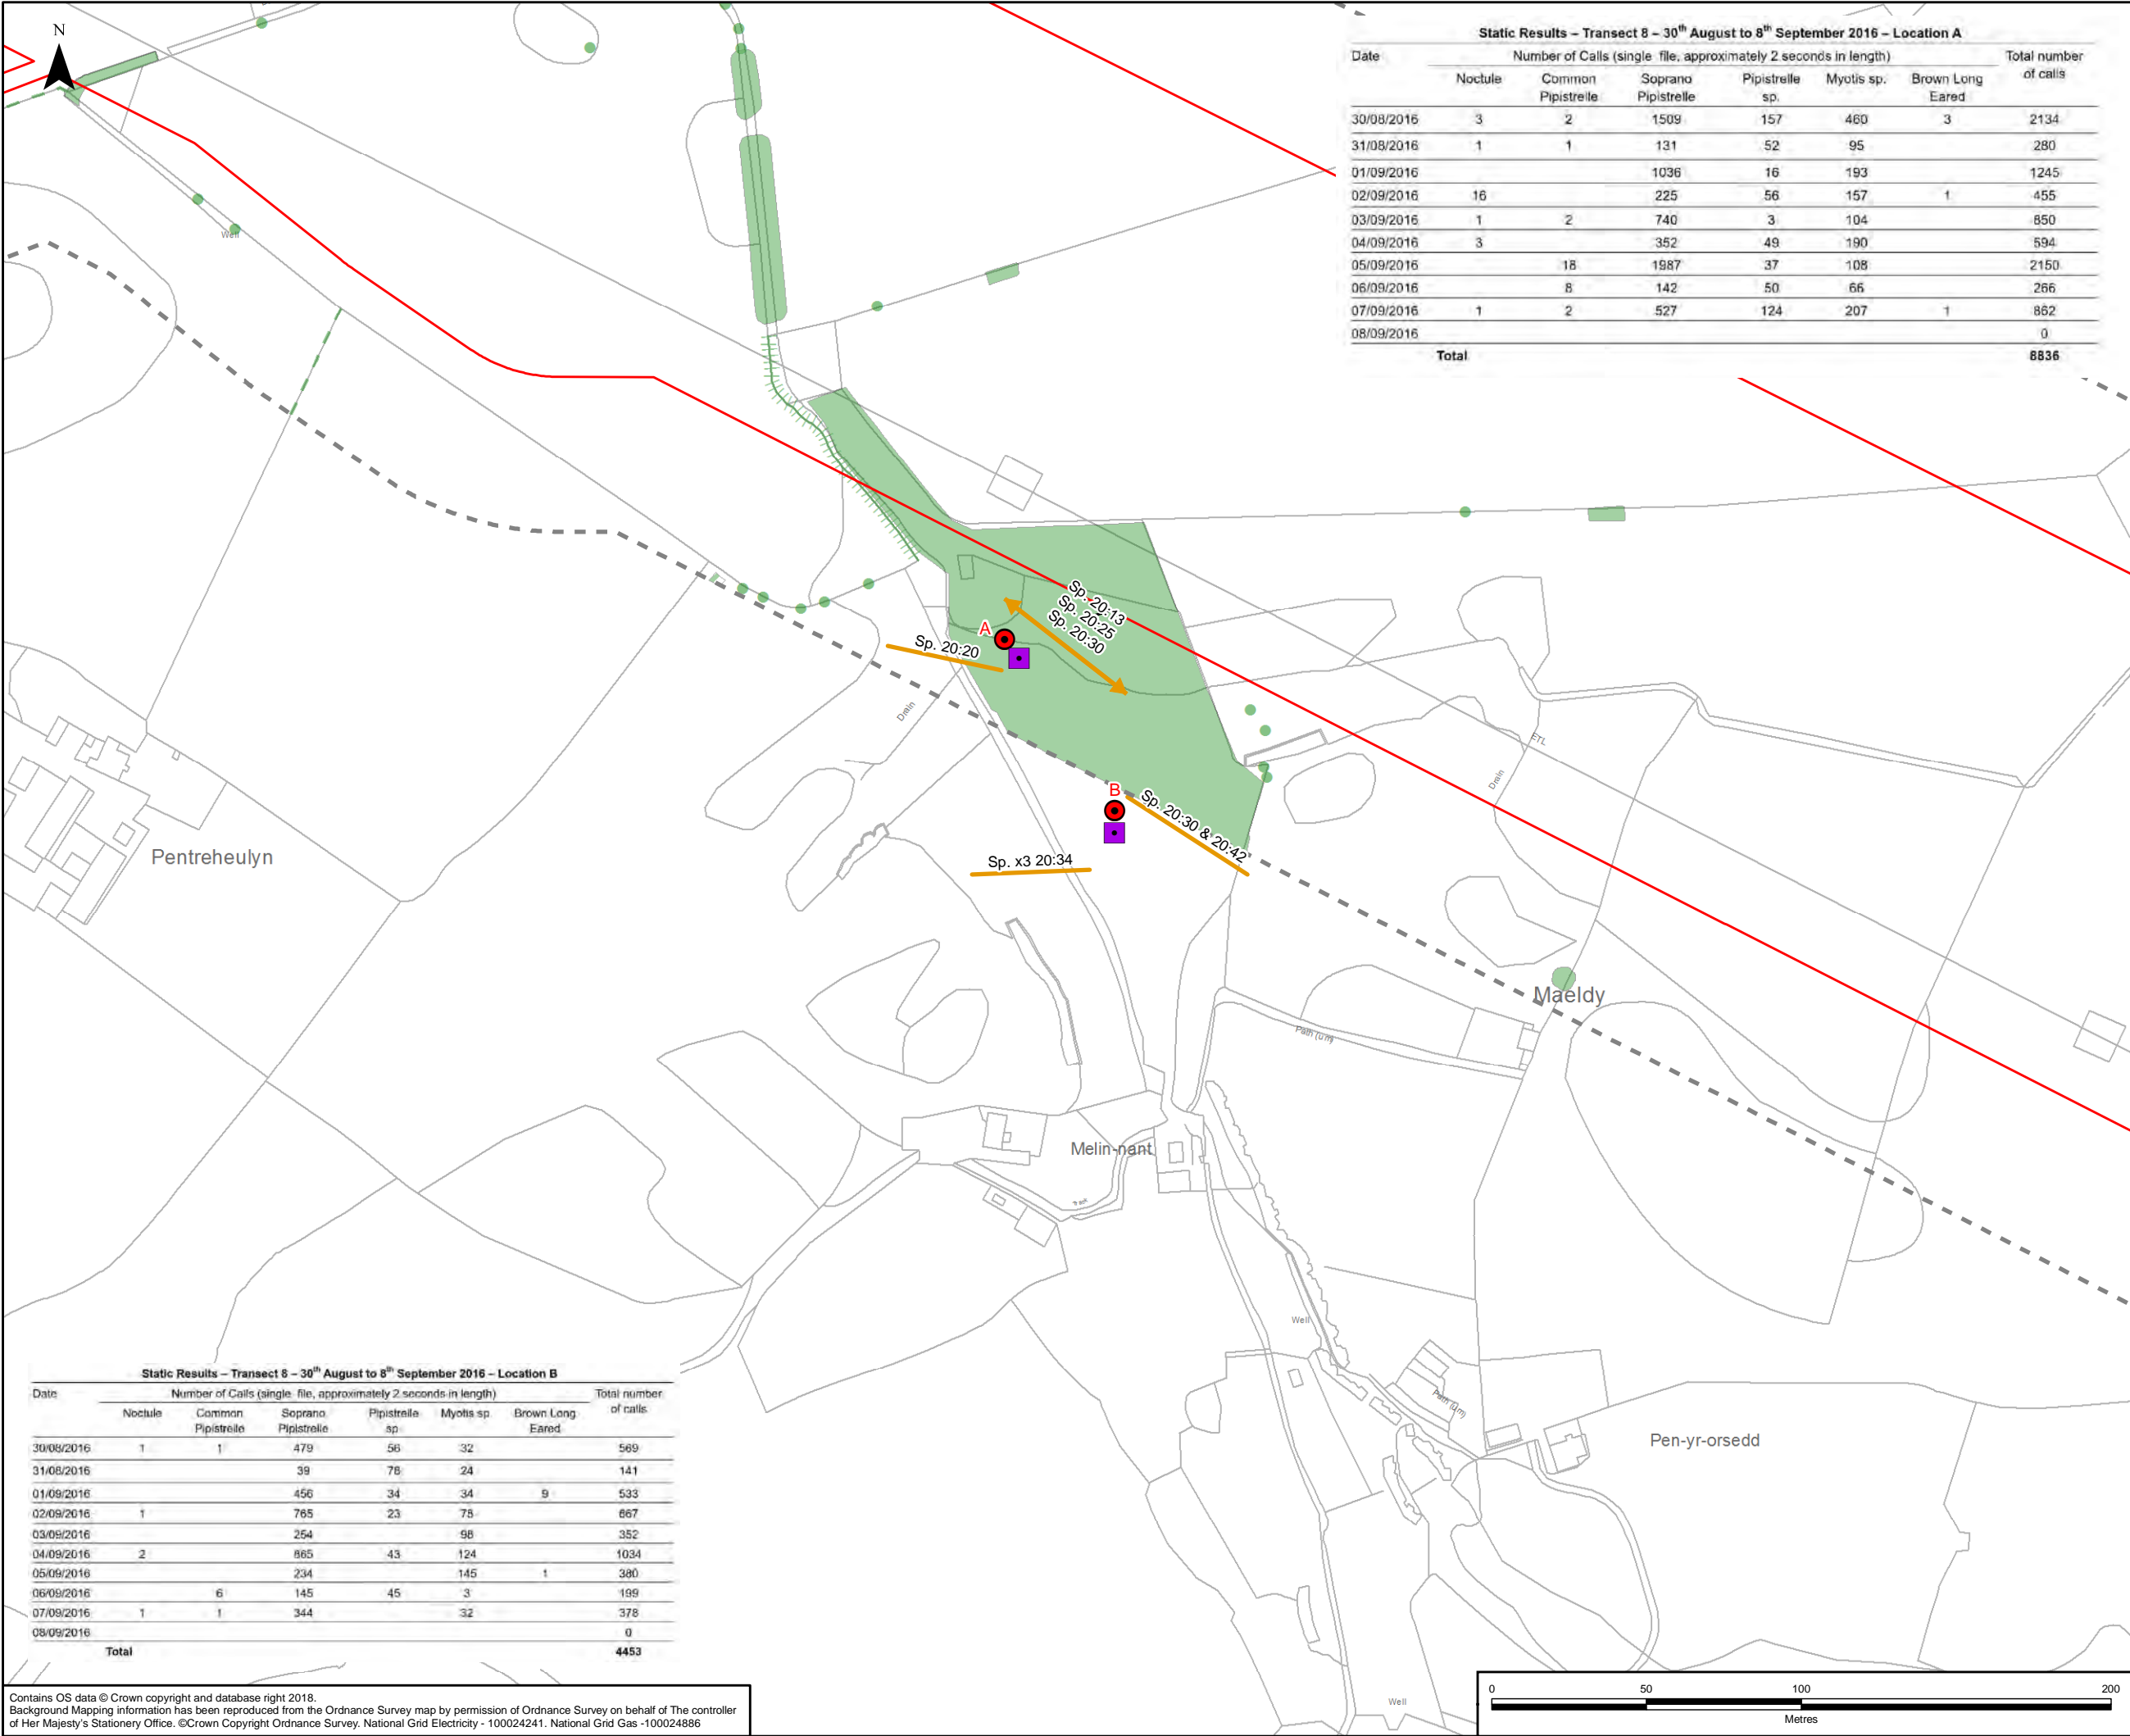 N
Static Results – Transect 8 – 30th August to 8th September 2016 – Location A
Date Number of Calls (single file, approximately 2 seconds in length) Total number of calls
Noctule Common Pipistrelle Soprano Pipistrelle Pipistrelle sp. Myotis sp. Brown Long Eared
30/08/2016 3 2 1509 157 460 3 2134
31/08/2016 1 1 131 52 95 280
01/09/2016 1036 16 193 1245
02/09/2016 16 225 56 157 1 455
03/09/2016 1 2 740 3 104 850
04/09/2016 3 352 49 190 594
05/09/2016 18 1987 37 108 2150
06/09/2016 8 142 50 66 266
07/09/2016 1 2 527 124 207 1 862
08/09/2016 0
Total 8836
Well
Sp. 20:13
Sp. 20:25
Sp. 20:30
A
Sp. 20:20
Drain
ETL
Drain
B
Sp. 20:30 & 20:42
Sp. x3 20:34
Pentreheulyn
Maeldy
Path (um)
Melin-nant
Well
Path (um)
Pen-yr-orsedd
Well
Static Results – Transect 8 – 30th August to 8th September 2016 – Location B
Date Number of Calls (single file, approximately 2 seconds in length) Total number of calls
Noctule Common Pipistrelle Soprano Pipistrelle Pipistrelle sp Myotis sp Brown Long Eared
30/08/2016 1 1 479 56 32 569
31/08/2016 39 78 24 141
01/09/2016 456 34 34 9 533
02/09/2016 1 765 23 78 867
03/09/2016 254 98 352
04/09/2016 2 865 43 124 1034
05/09/2016 234 145 1 380
06/09/2016 6 145 45 3 199
07/09/2016 1 1 344 32 378
08/09/2016 0
Total 4453
Contains OS data © Crown copyright and database right 2018.
Background Mapping information has been reproduced from the Ordnance Survey map by permission of Ordnance Survey on behalf of The controller
of Her Majesty's Stationery Office. ©Crown Copyright Ordnance Survey. National Grid Electricity - 100024241. National Grid Gas -100024886
0 50 100 200
Metres